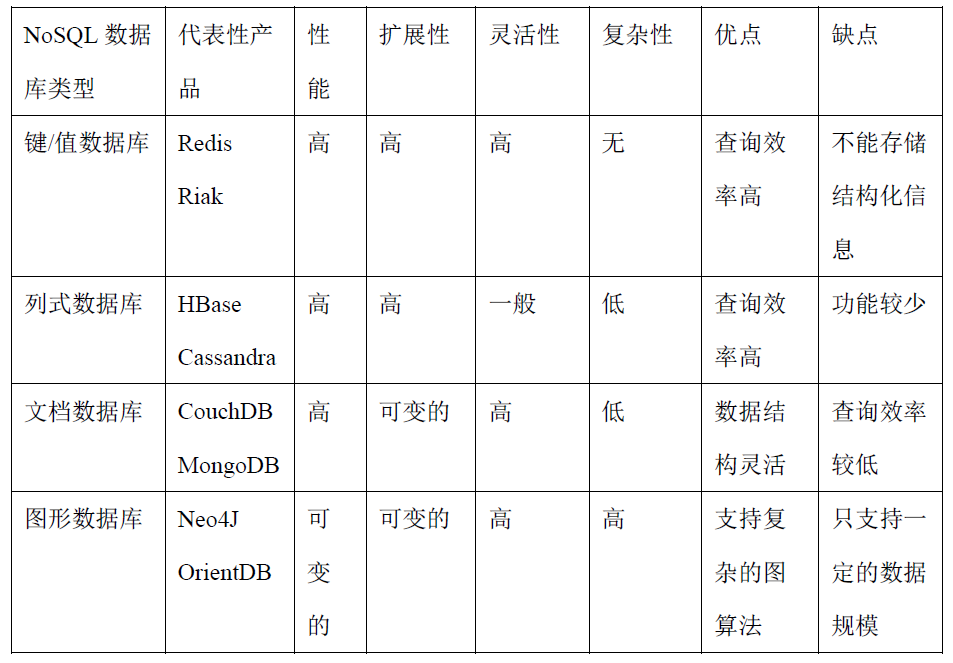 NoSQL 数据库类型 代表性产品 性能 扩展性 灵活性 复杂性 优点 缺点
键/值数据库 Redis Riak 高 高 高 无 查询效率高 不能存储结构化信息
列式数据库 HBase Cassandra 高 高 一般 低 查询效率高 功能较少
文档数据库 CouchDB MongoDB 高 可变的 高 低 数据结构灵活 查询效率较低
图形数据库 Neo4J OrientDB 可变的 可变的 高 高 支持复杂的图算法 只支持一定的数据规模